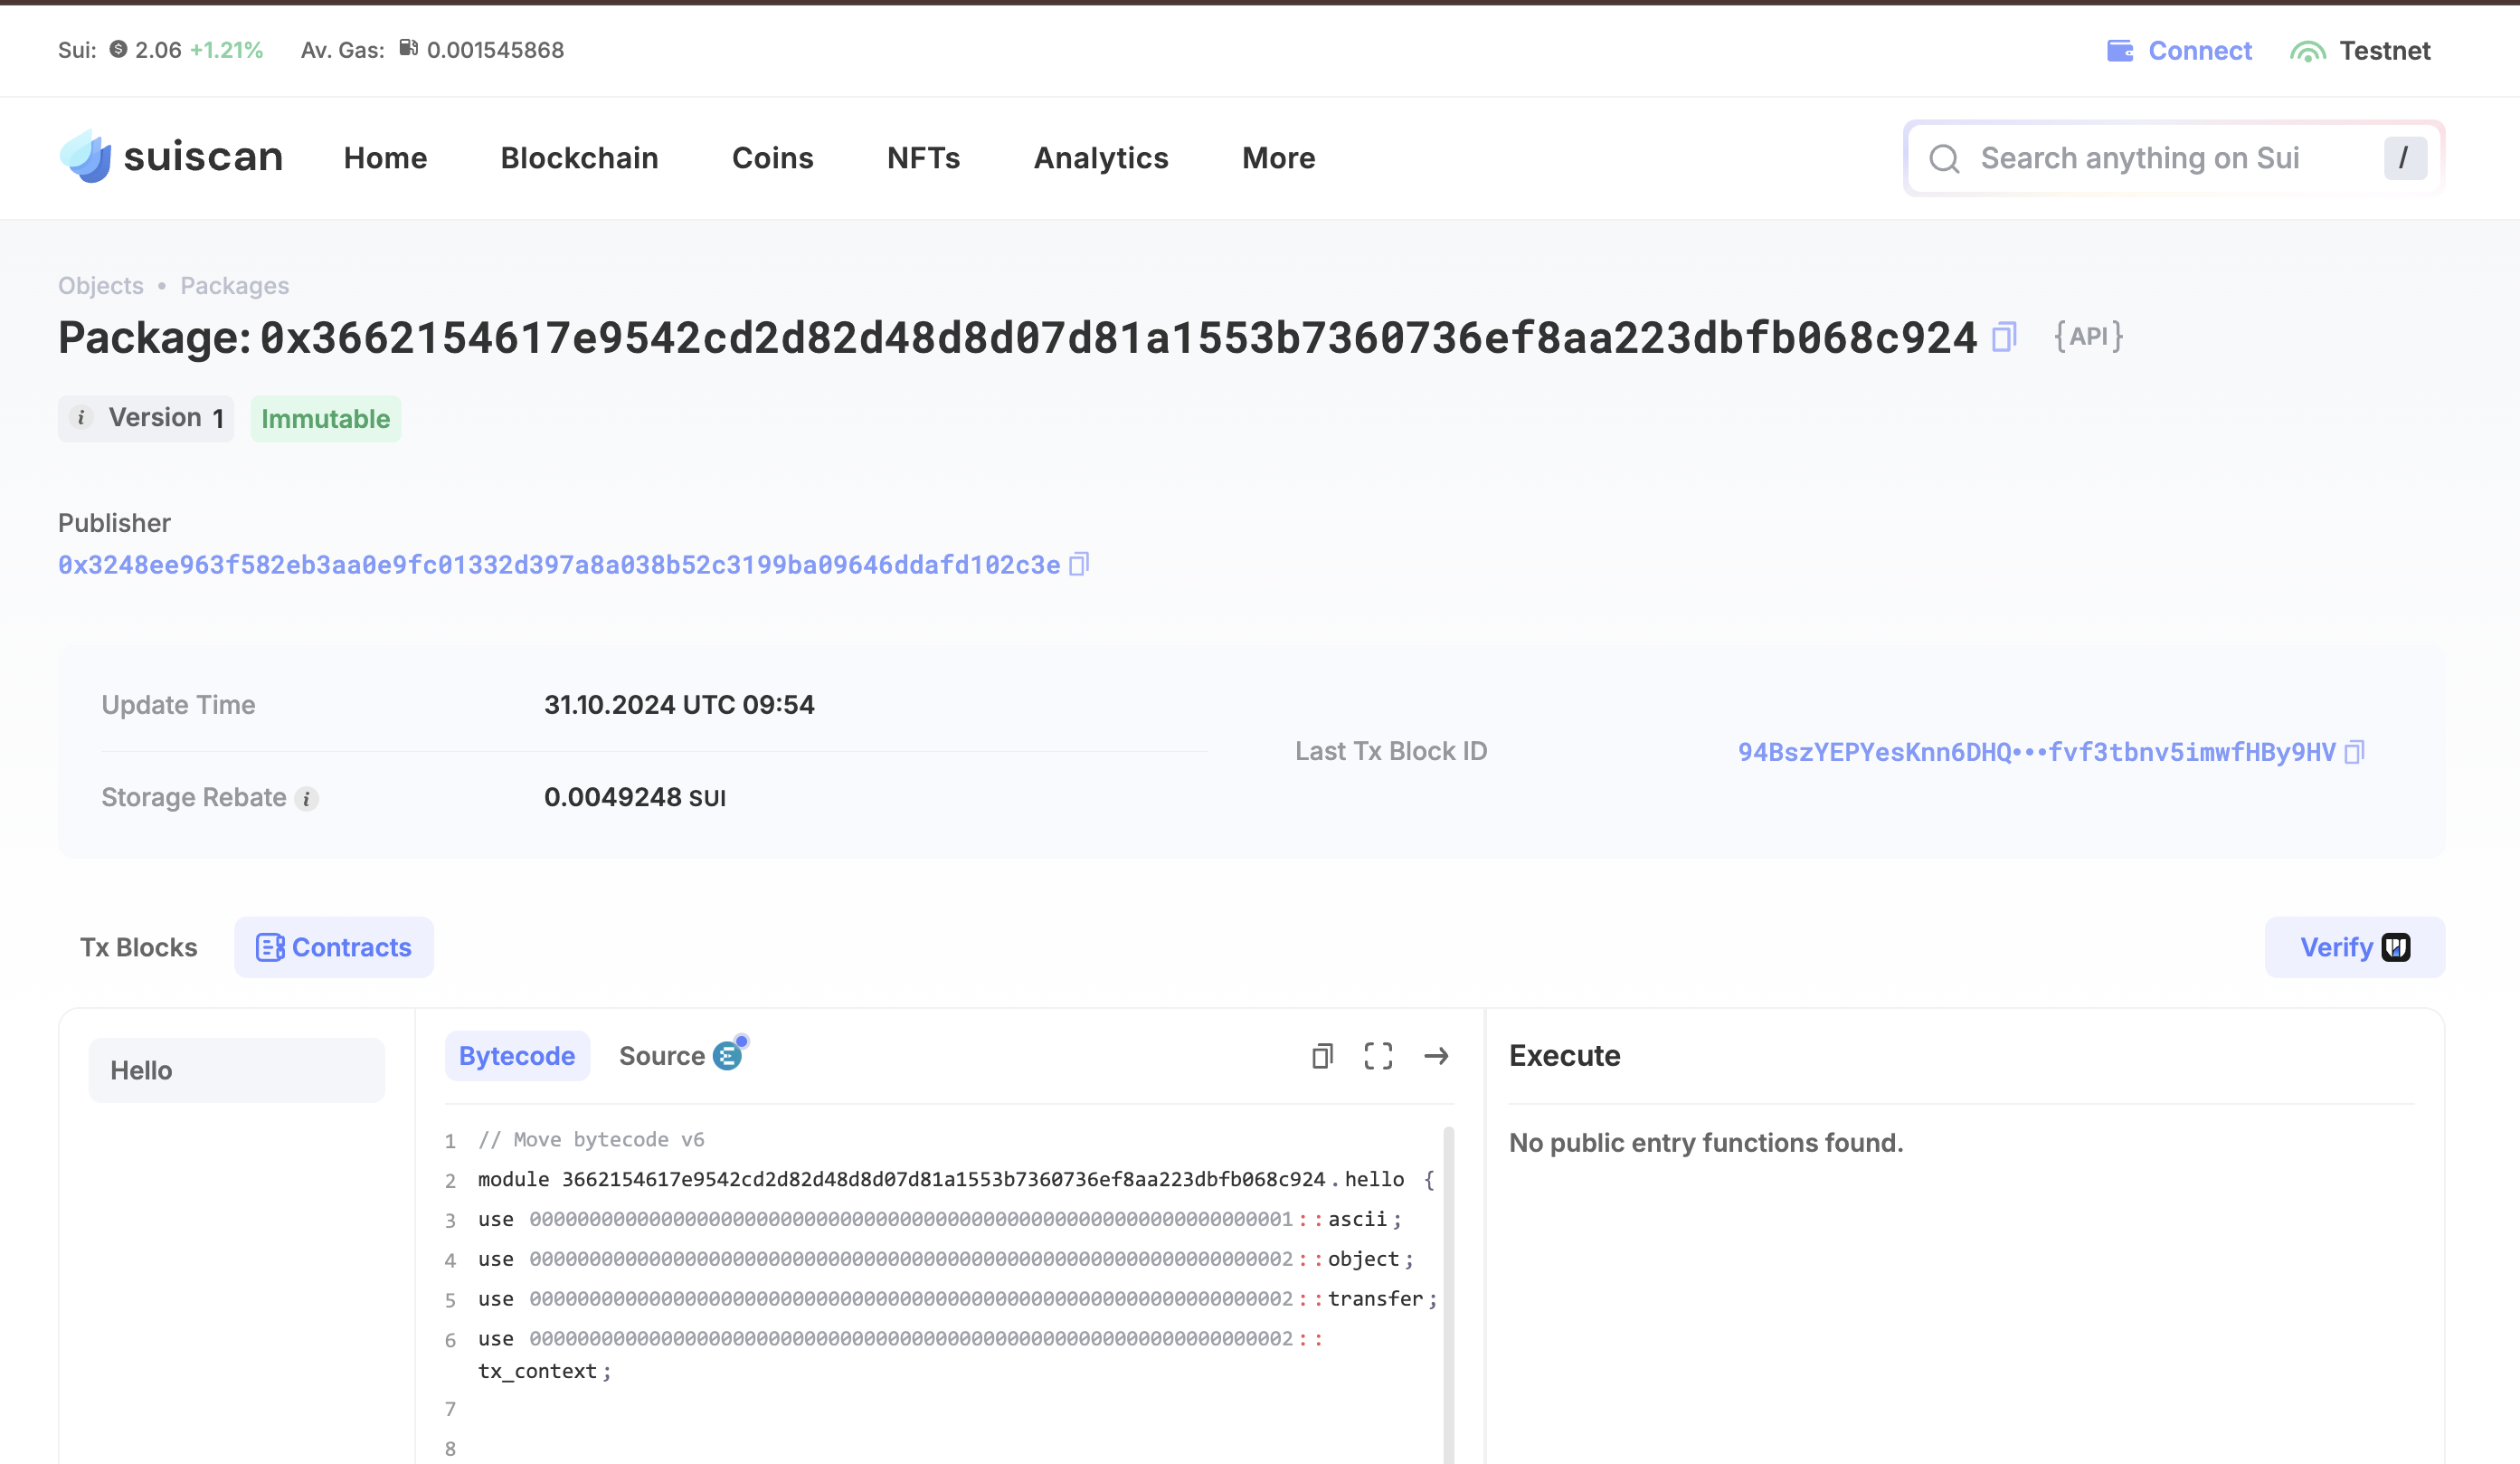 Sui: 2.06 +1.21% Av. Gas: 0.001545868 Connect Testnet
suiscan Home Blockchain Coins NFTs Analytics More Search anything on Sui /
Objects • Packages
Package: 0x3662154617e9542cd2d82d48d8d07d81a1553b7360736ef8aa223dbfb068c924 {API}
i Version 1 Immutable
Publisher
0x3248ee963f582eb3aa0e9fc01332d397a8a038b52c3199ba09646ddafd102c3e
Update Time 31.10.2024 UTC 09:54
Last Tx Block ID 94BszYEPYesKnn6DHQ•••fvf3tbnv5imwfHBy9HV
Storage Rebate i 0.0049248 SUI
Tx Blocks Contracts Verify
Hello
Bytecode Source
Execute
No public entry functions found.
1 // Move bytecode v6
2 module 3662154617e9542cd2d82d48d8d07d81a1553b7360736ef8aa223dbfb068c924.hello {
3 use 0000000000000000000000000000000000000000000000000000000000000001::ascii;
4 use 0000000000000000000000000000000000000000000000000000000000000002::object;
5 use 0000000000000000000000000000000000000000000000000000000000000002::transfer;
6 use 0000000000000000000000000000000000000000000000000000000000000002::
tx_context;
7
8